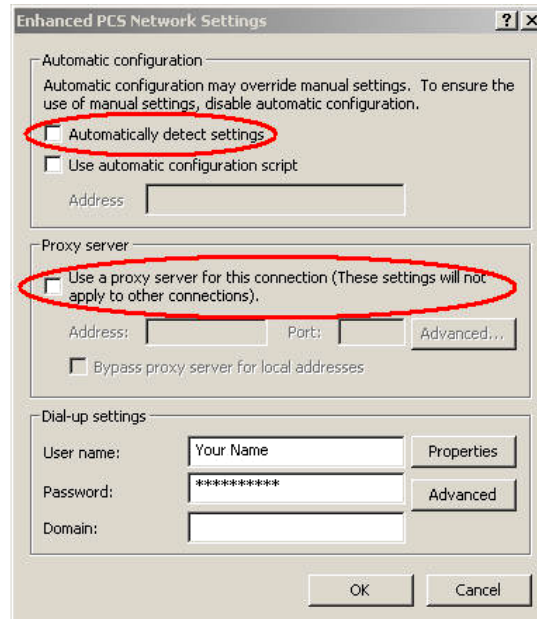 Enhanced PCS Network Settings
Automatic configuration
Automatic configuration may override manual settings. To ensure the
use of manual settings, disable automatic configuration.
Automatically detect settings
Use automatic configuration script
Address
Proxy server
Use a proxy server for this connection (These settings will not
apply to other connections).
Address: Port: Advanced...
Bypass proxy server for local addresses
Dial-up settings
User name: Your Name Properties
Password: ********** Advanced
Domain:
OK Cancel